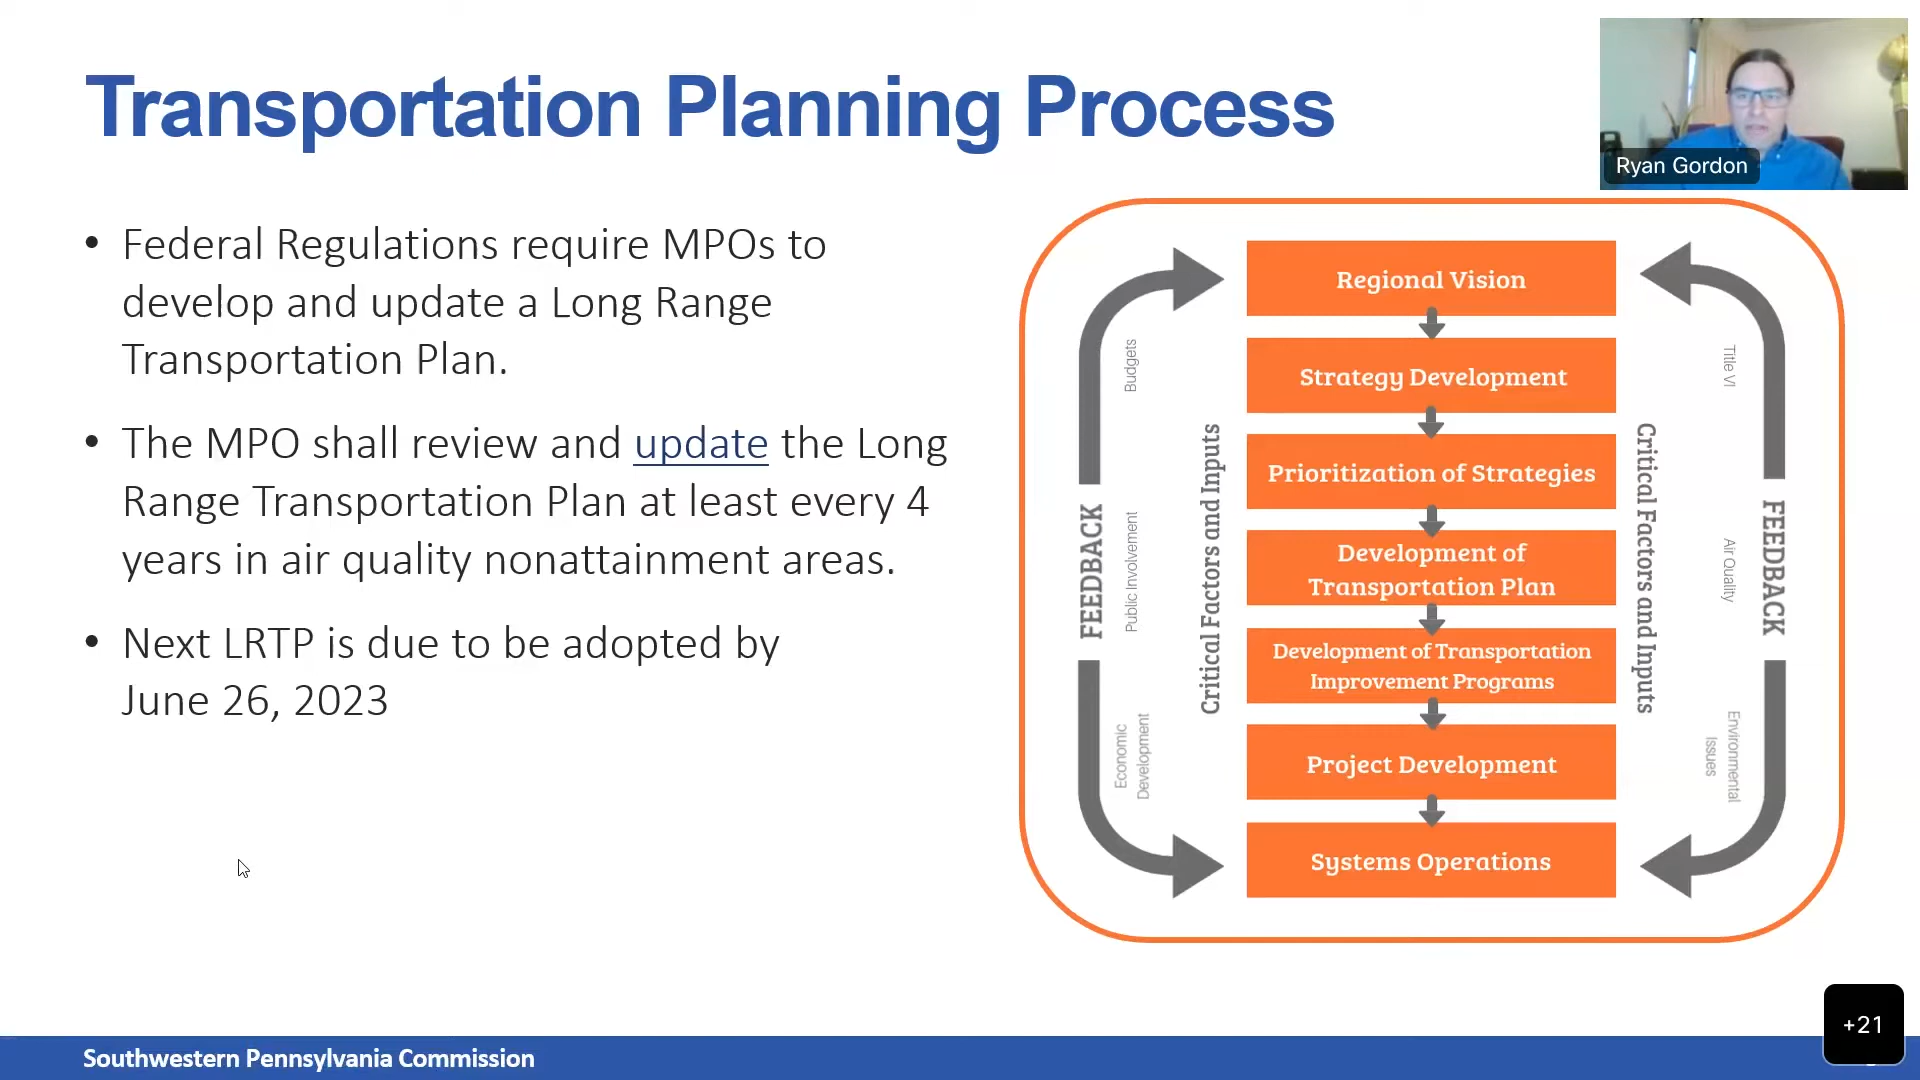 Transportation Planning Process
Ryan Gordon
• Federal Regulations require MPOs to
develop and update a Long Range
Transportation Plan.
• The MPO shall review and update the Long
Range Transportation Plan at least every 4
years in air quality nonattainment areas.
• Next LRTP is due to be adopted by
June 26, 2023
FEEDBACK
Budgets
Public Involvement
Economic
Development
Critical Factors and Inputs
Regional Vision
Strategy Development
Prioritization of Strategies
Development of
Transportation Plan
Development of Transportation
Improvement Programs
Project Development
Systems Operations
Critical Factors and Inputs
Title VI
Air Quality
Environmental
Issues
FEEDBACK
+21
Southwestern Pennsylvania Commission